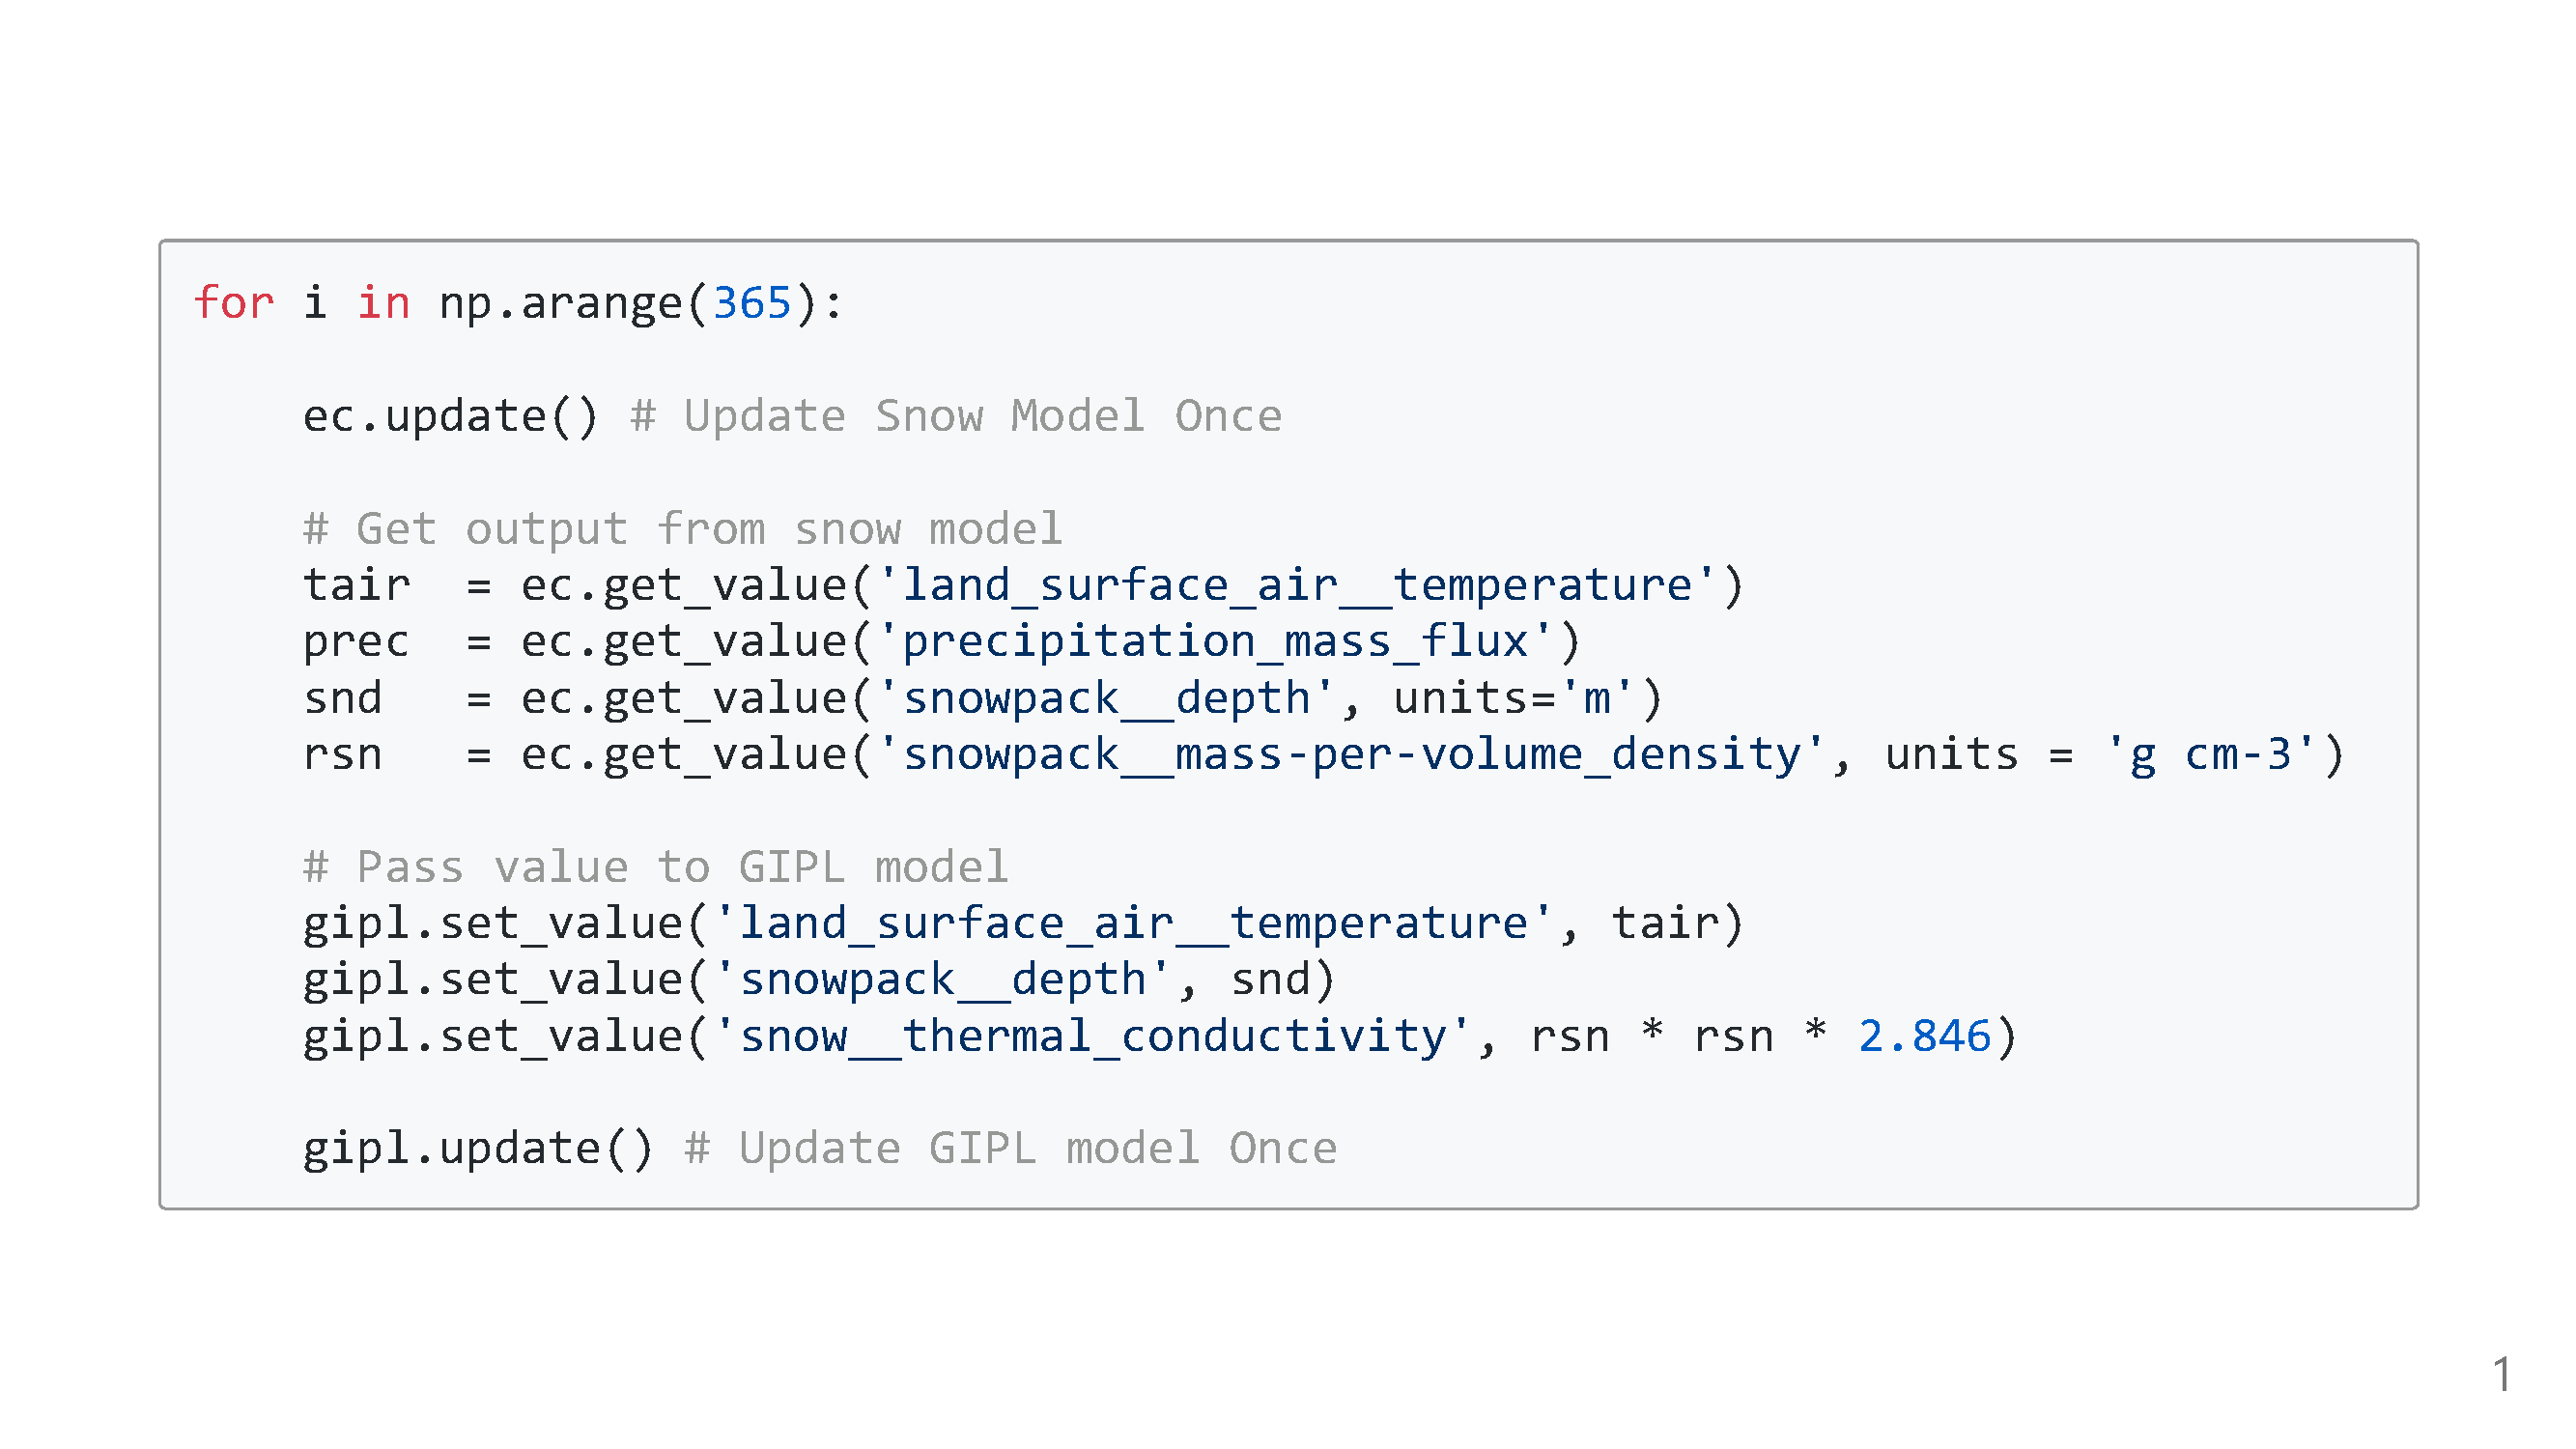 for i in np.arange(365):
ec.update() # Update Snow Model Once
# Get output from snow model
tair = ec.get_value('land_surface_air__temperature')
prec = ec.get_value('precipitation_mass_flux')
snd = ec.get_value('snowpack__depth', units='m')
rsn = ec.get_value('snowpack__mass-per-volume_density', units = 'g cm-3')
# Pass value to GIPL model
gipl.set_value('land_surface_air__temperature', tair)
gipl.set_value('snowpack__depth', snd)
gipl.set_value('snow__thermal_conductivity', rsn * rsn * 2.846)
gipl.update() # Update GIPL model Once
1